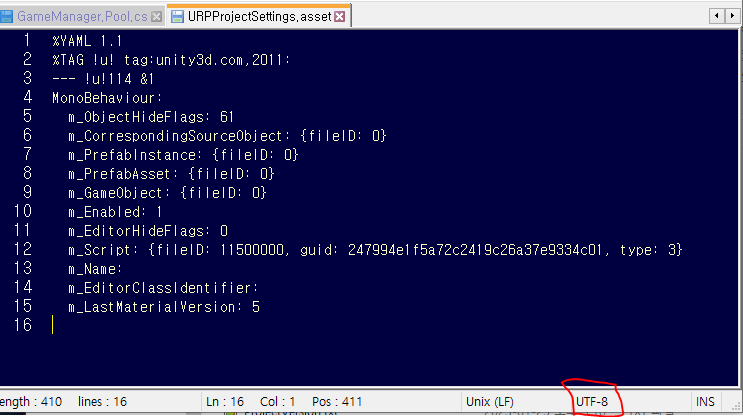 GameManager.Pool.cs URPProjectSettings.asset
1 %YAML 1.1
2 %TAG !u! tag:unity3d.com,2011:
3 --- !u!114 &1
4 MonoBehaviour:
5 m_ObjectHideFlags: 61
6 m_CorrespondingSourceObject: {fileID: 0}
7 m_PrefabInstance: {fileID: 0}
8 m_PrefabAsset: {fileID: 0}
9 m_GameObject: {fileID: 0}
10 m_Enabled: 1
11 m_EditorHideFlags: 0
12 m_Script: {fileID: 11500000, guid: 247994e1f5a72c2419c26a37e9334c01, type: 3}
13 m_Name:
14 m_EditorClassIdentifier:
15 m_LastMaterialVersion: 5
16
ength : 410 lines : 16 Ln : 16 Col : 1 Pos : 411 Unix (LF) UTF-8 INS